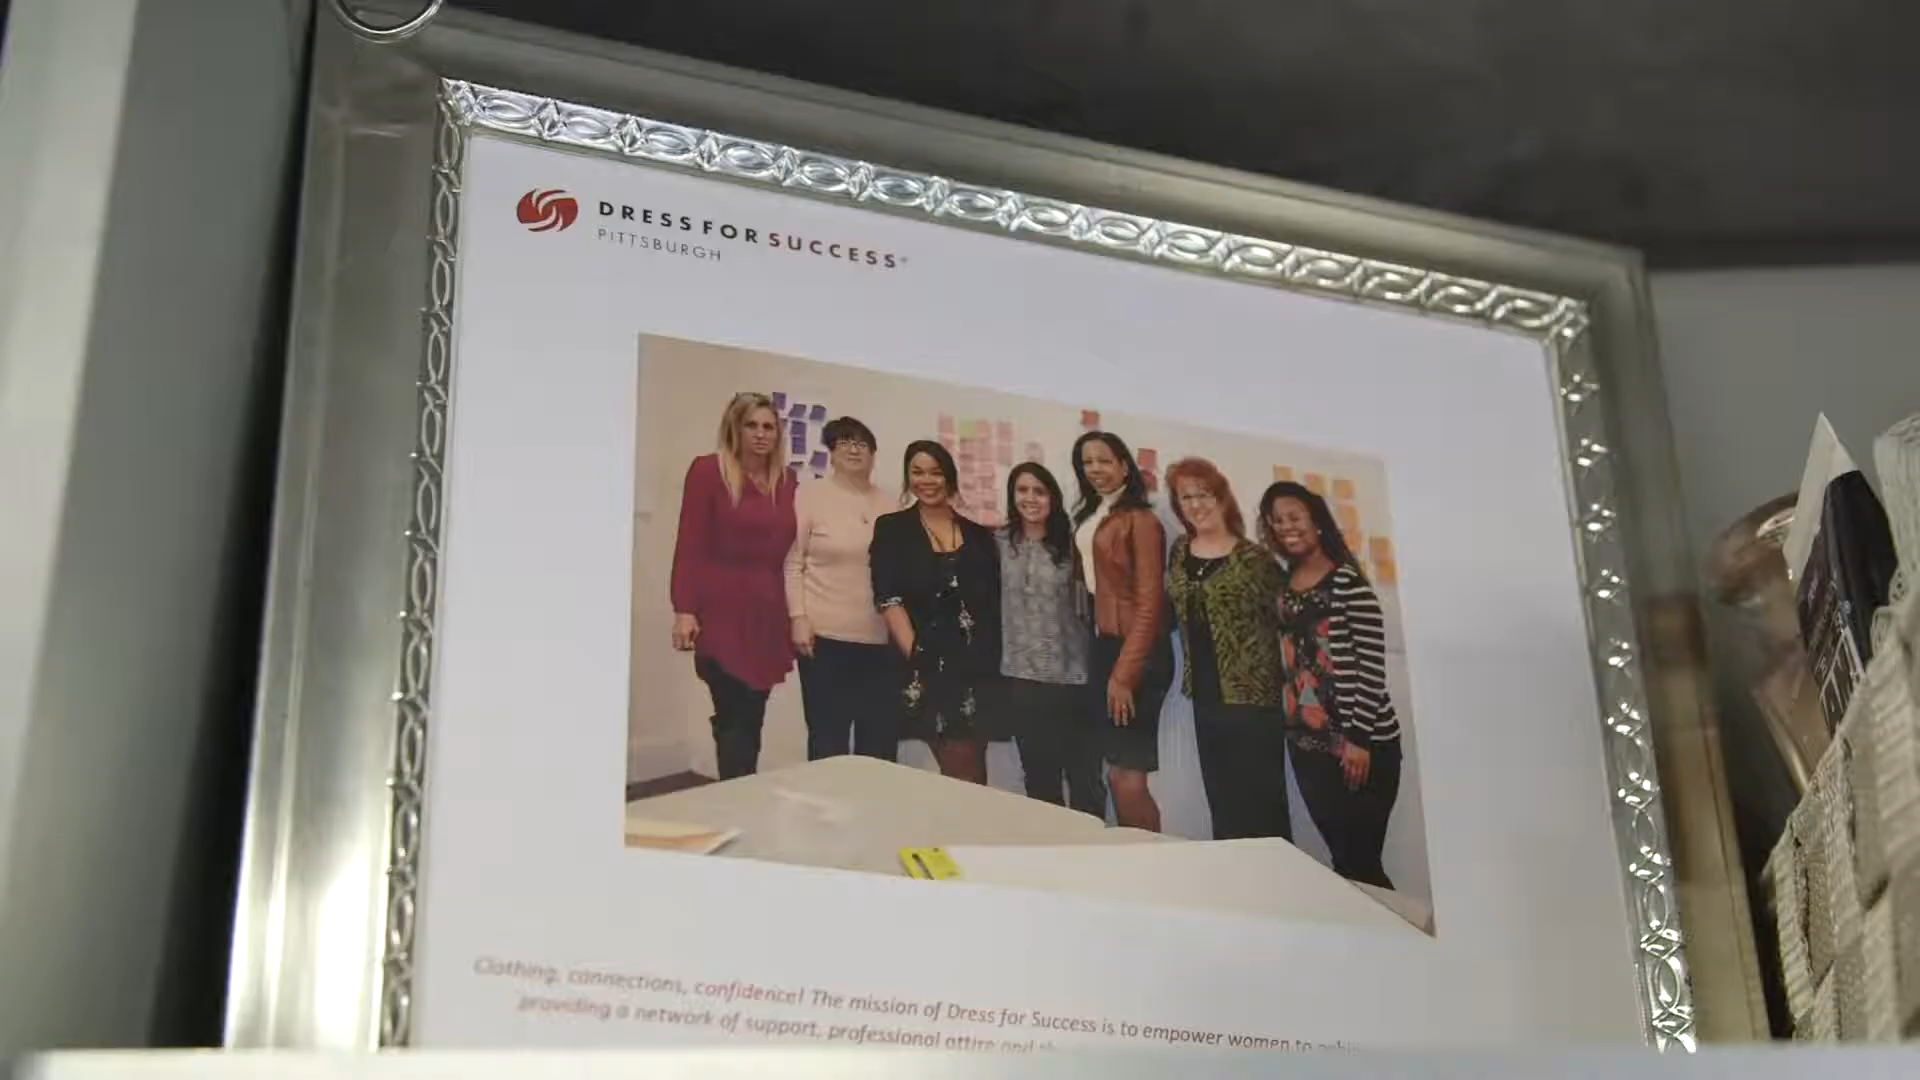 DRESS FOR SUCCESS®
PITTSBURGH
Clothing, connections, confidence! The mission of Dress for Success is to empower women to
providing a network of support, professional attire and